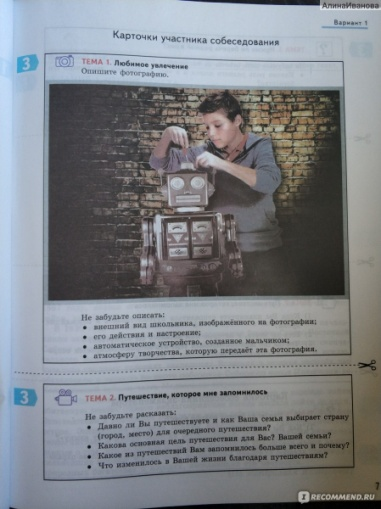 АлинаИванова
Вариант 1
Карточки участника собеседования
3
ТЕМА 1. Любимое увлечение
Опишите фотографию.
Не забудьте описать:
• внешний вид школьника, изображённого на фотографии;
• его действия и настроение;
• автоматическое устройство, созданное мальчиком;
• атмосферу творчества, которую передаёт эта фотография.
3
ТЕМА 2. Путешествия, которое мне запомнилось
Не забудьте рассказать:
• Давно ли Вы путешествуете и как Ваша семья выбирает страну
(город, место) для очередного путешествия?
• Какова основная цель путешествия для Вас? Вашей семьи?
• Какое из путешествий Вам запомнилось больше всего и почему?
• Что изменилось в Вашей жизни благодаря путешествиям?
7
IRECOMMEND.RU